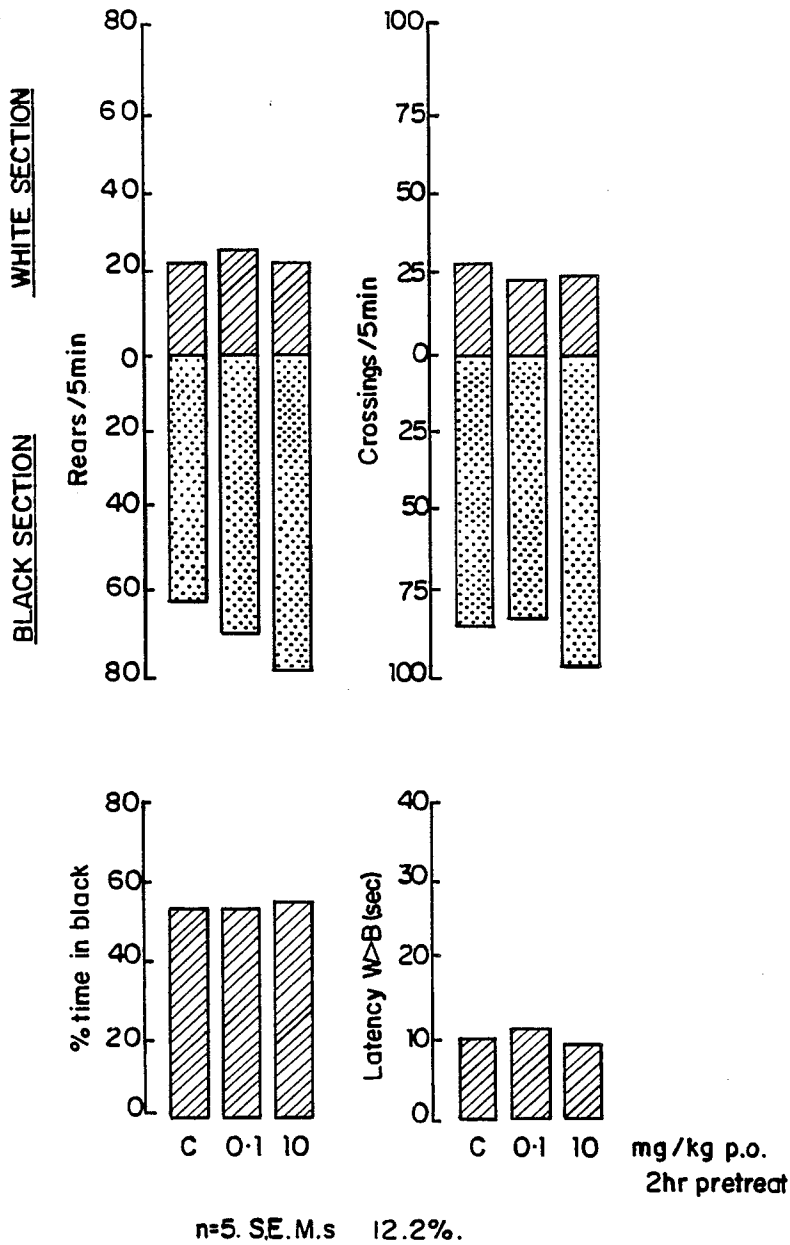 WHITE SECTION
BLACK SECTION
Rears/5min
80
60
40
20
0
20
40
60
80
Crossings/5min
100
75
50
25
0
25
50
75
100
% time in black
80
60
40
20
0
C 0·1 10
Latency W>B (sec)
40
30
20
10
0
C 0·1 10 mg/kg p.o.
2hr pretreat
n=5. S.E.M.s 12.2%.